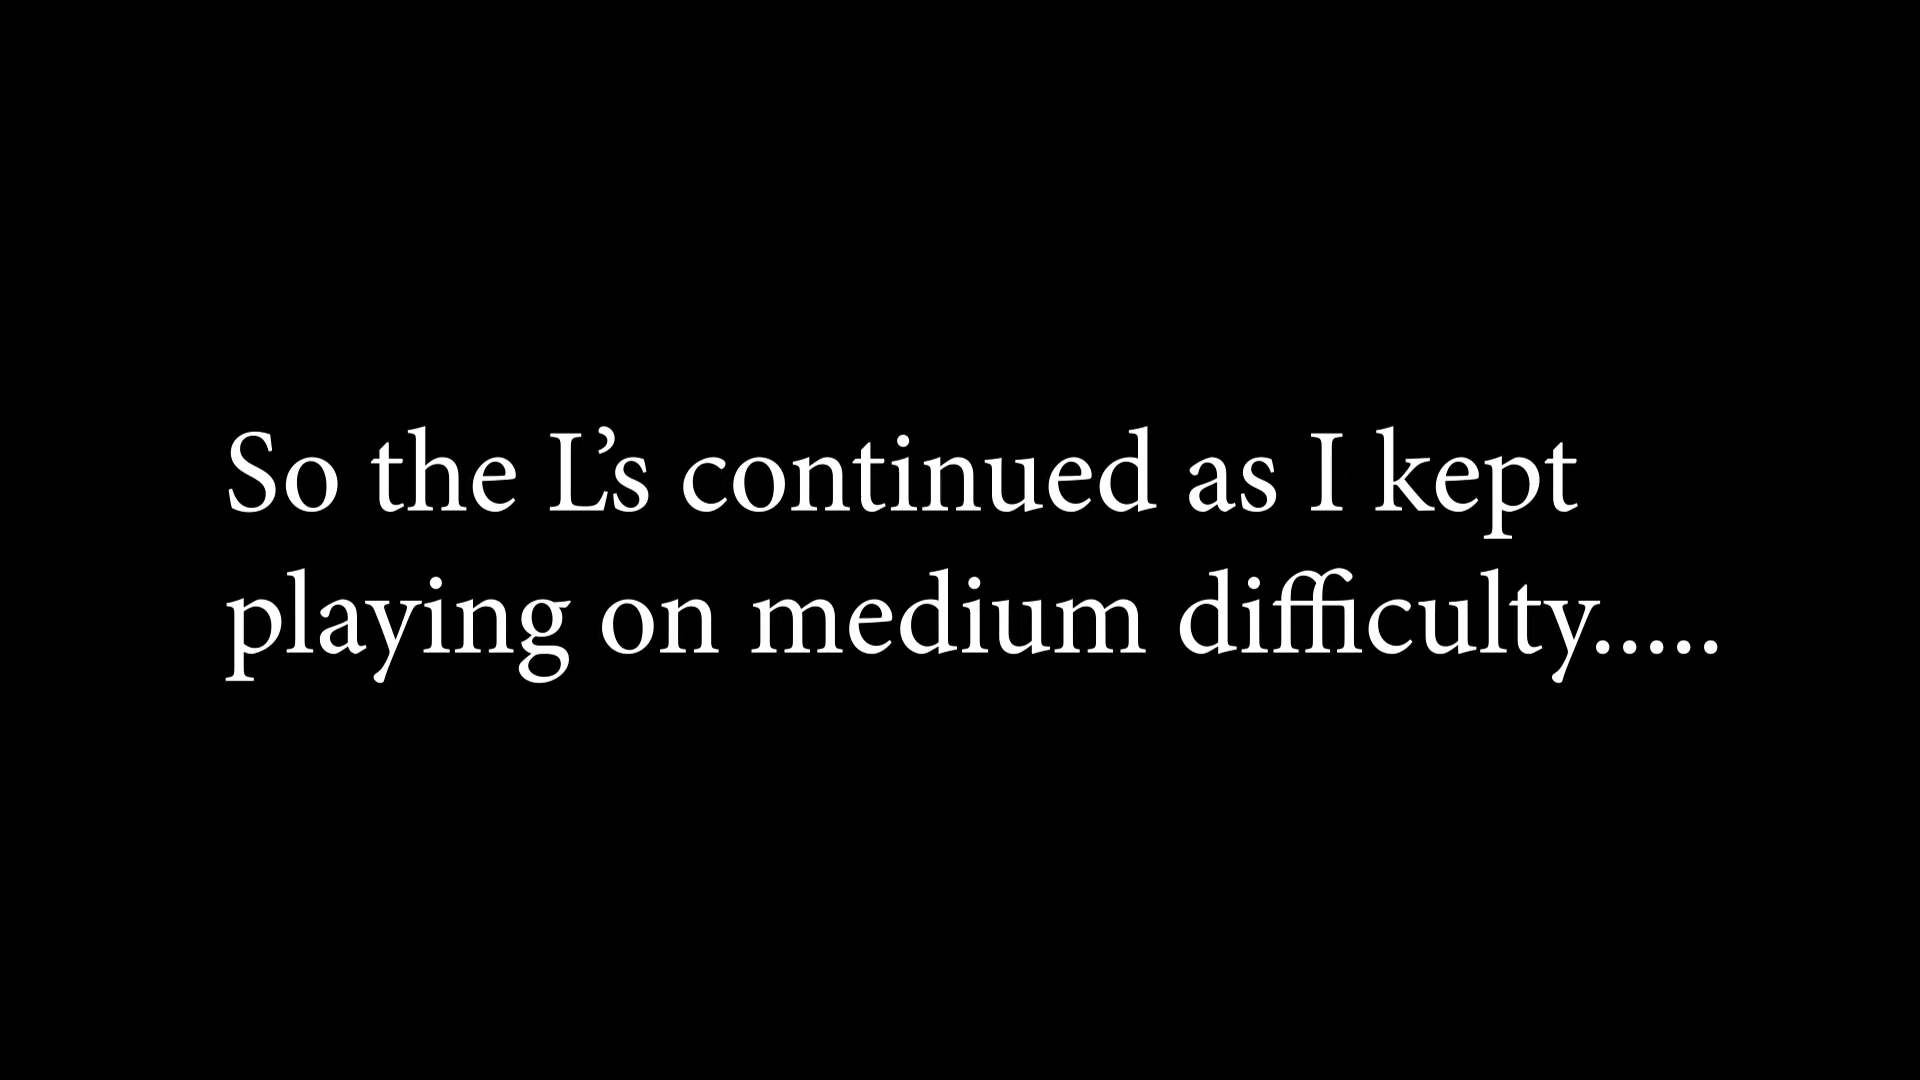 So the L’s continued as I kept
playing on medium difficulty.....